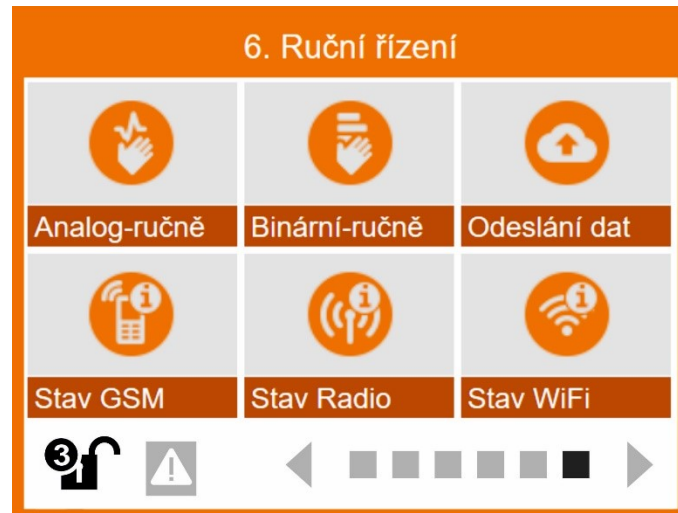 6. Ruční řízení
Analog-ručně
Binární-ručně
Odeslání dat
Stav GSM
Stav Radio
Stav WiFi
3